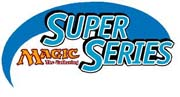 SUPER
MAGIC
The Gathering
SERIES